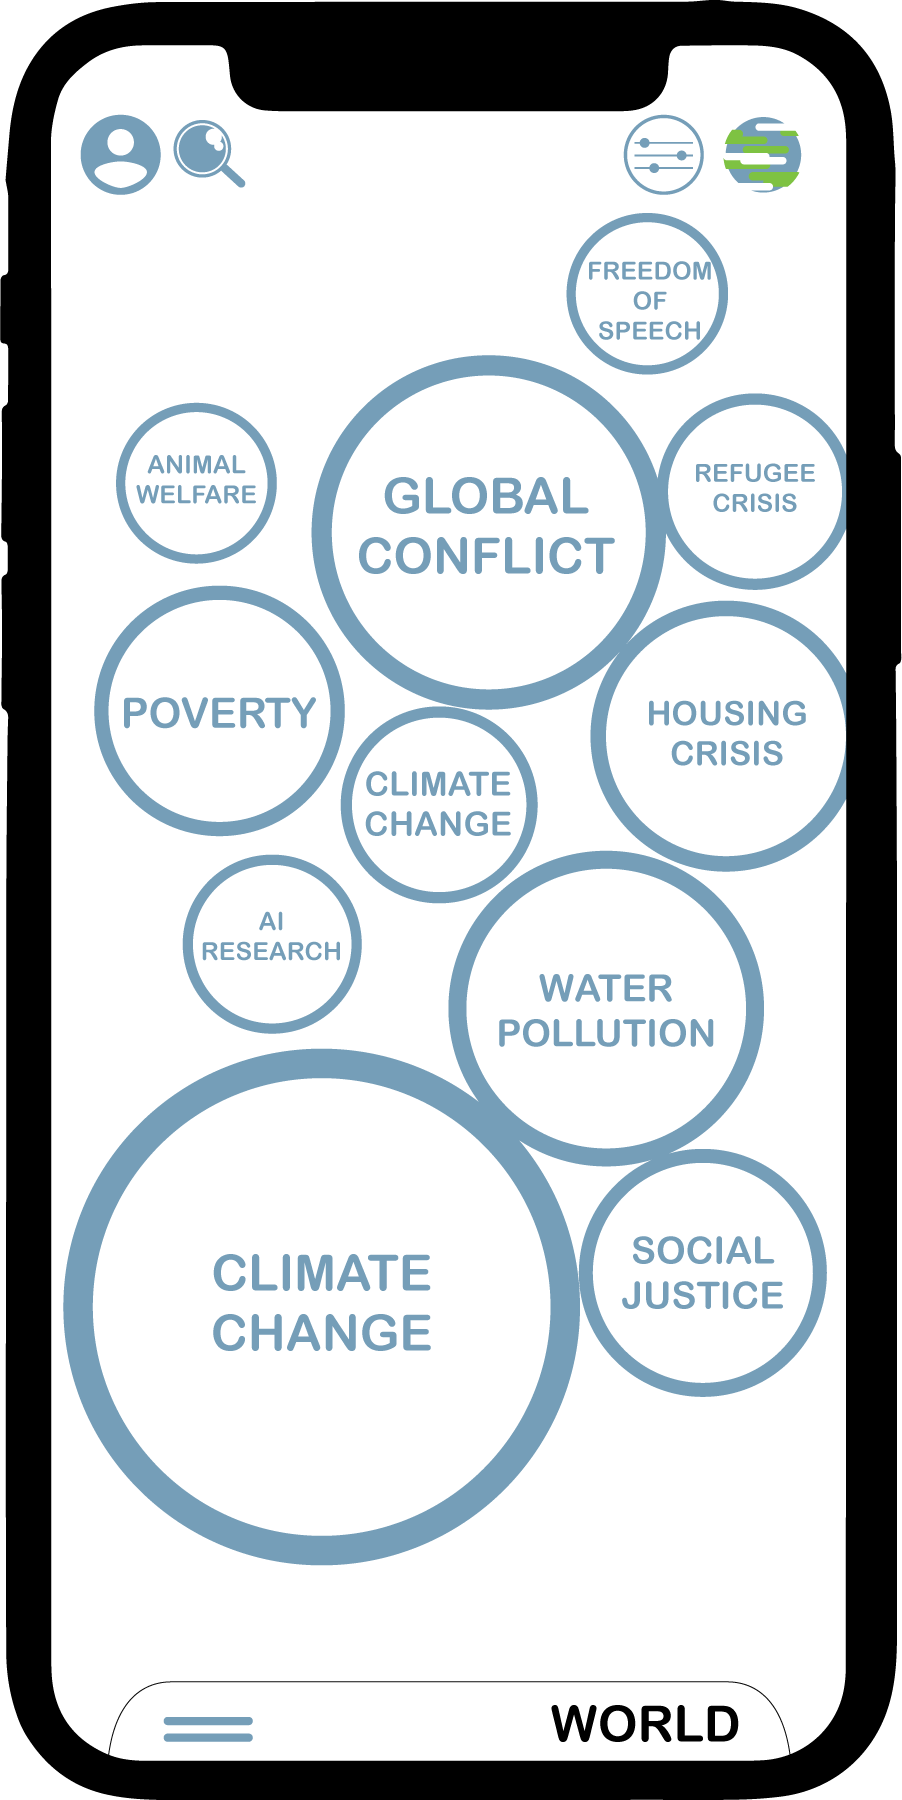 FREEDOM
OF
SPEECH
ANIMAL
WELFARE
GLOBAL
CONFLICT
REFUGEE
CRISIS
POVERTY
HOUSING
CRISIS
CLIMATE
CHANGE
AI
RESEARCH
WATER
POLLUTION
CLIMATE
CHANGE
SOCIAL
JUSTICE
WORLD